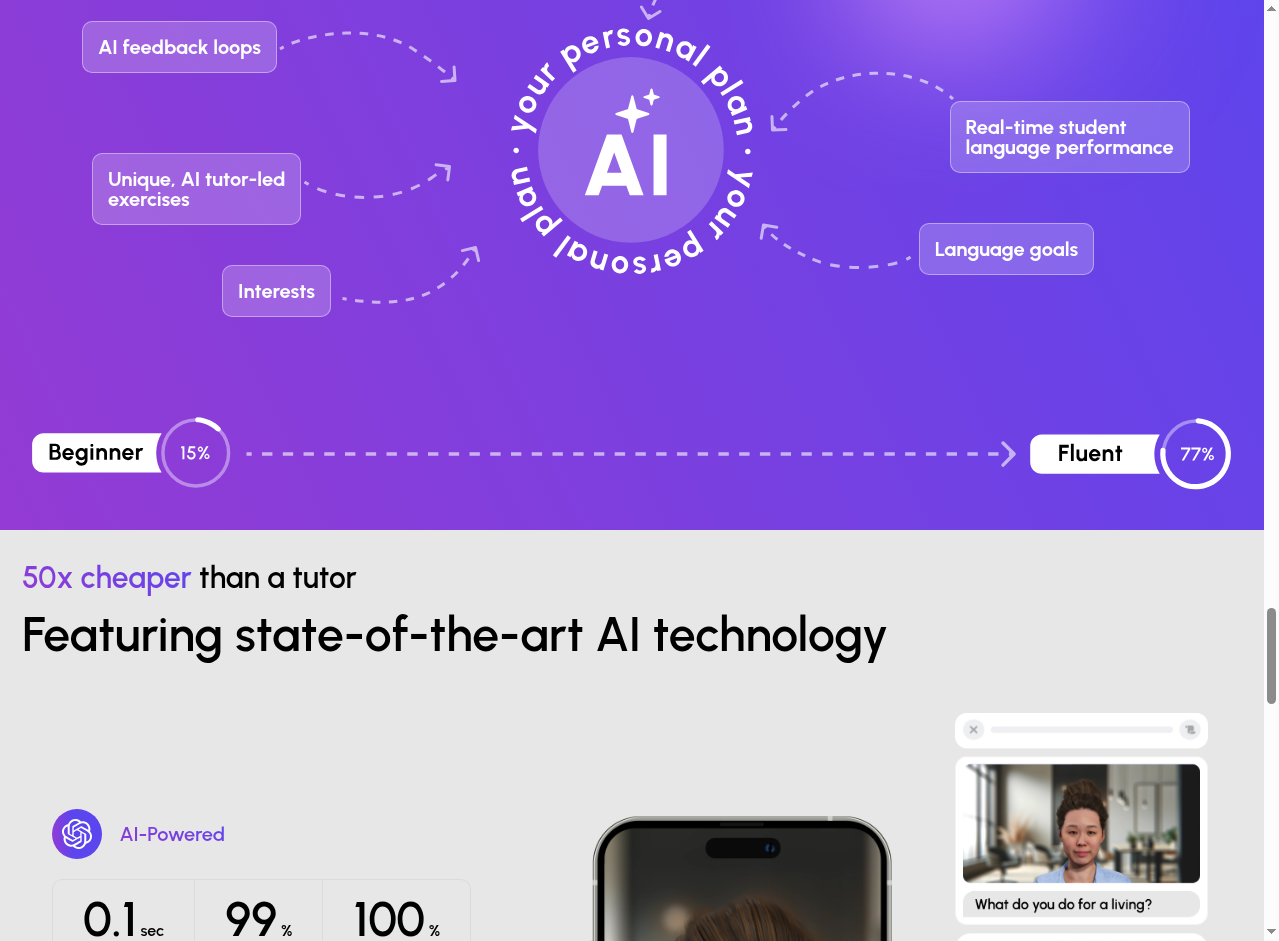 AI feedback loops
your personal plan · your personal plan ·
AI
Real-time student
language performance
Unique, AI tutor-led
exercises
Language goals
Interests
Beginner
15%
Fluent
77%
50x cheaper than a tutor
Featuring state-of-the-art AI technology
AI-Powered
0.1 sec
99 %
100 %
What do you do for a living?